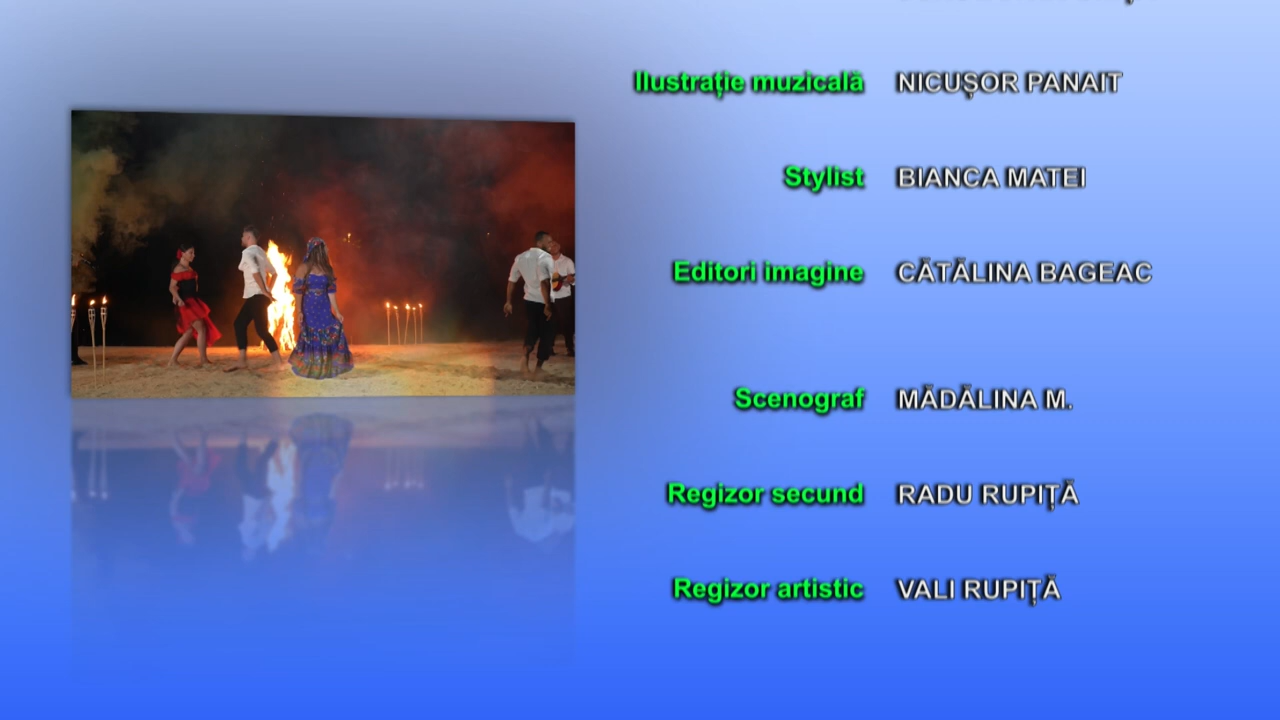 Ilustrație muzicală NICUȘOR PANAIT
Stylist BIANCA MATEI
Editori imagine CĂTĂLINA BAGEAC
Scenograf MĂDĂLINA M.
Regizor secund RADU RUPIȚĂ
Regizor artistic VALI RUPIȚĂ